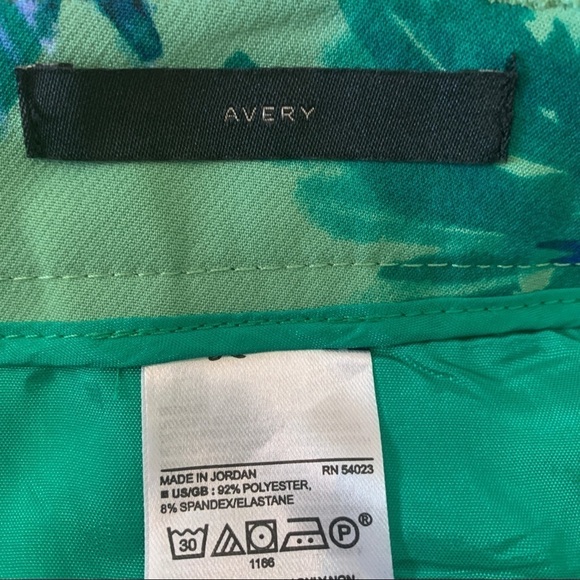 AVERY
MADE IN JORDAN RN 54023
■ US/GB : 92% POLYESTER,
8% SPANDEX/ELASTANE
30 P ®
1166